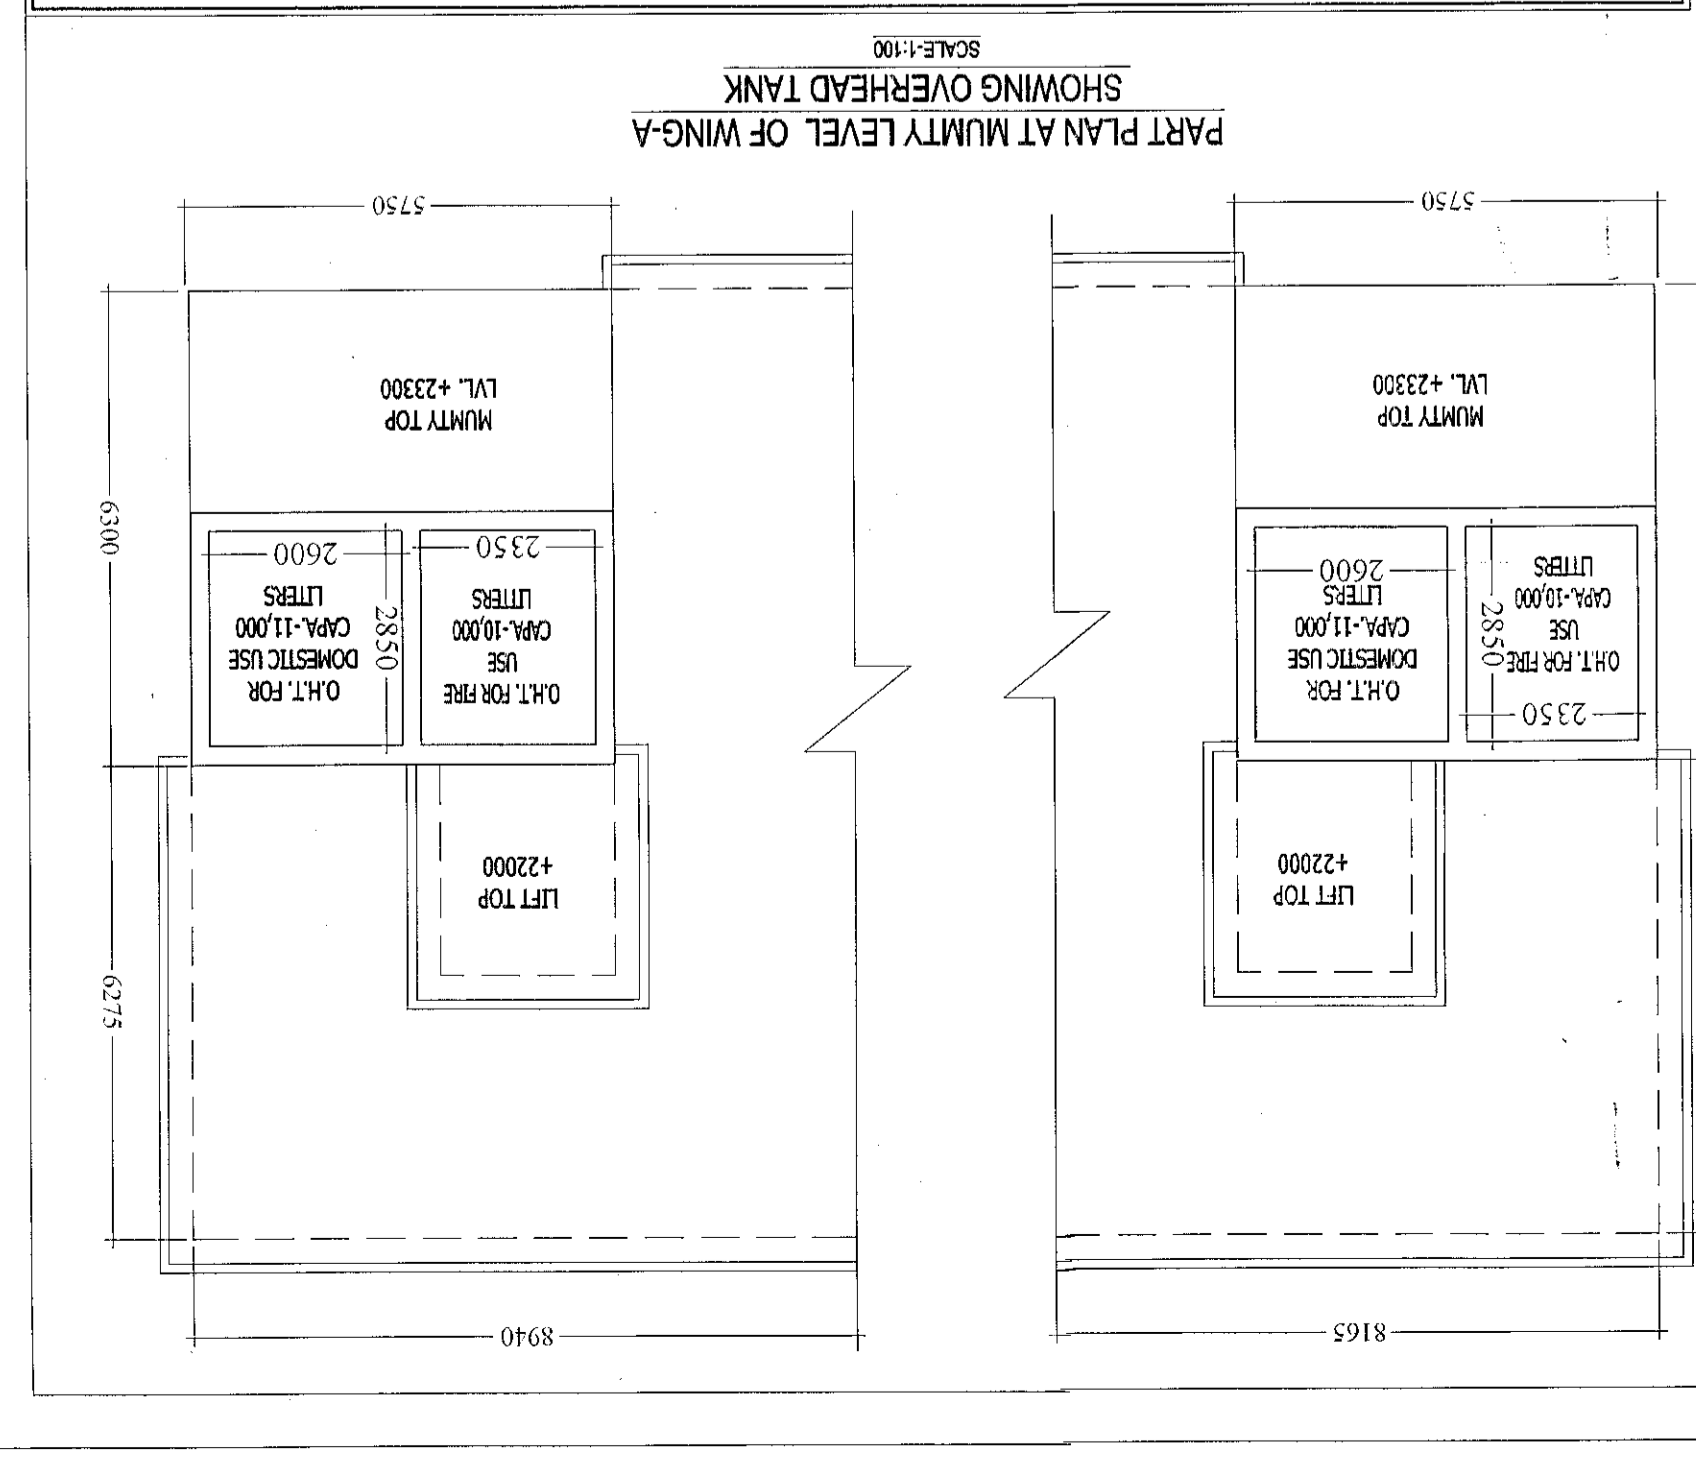 8165
8940
LIFT TOP
+22000
LIFT TOP
+22000
6275
2350
O.H.T. FOR FIRE
USE
CAPA.-10,000
LITERS
2850
O.H.T. FOR
DOMESTIC USE
CAPA.-11,000
LITERS
2600
O.H.T. FOR FIRE
USE
CAPA.-10,000
LITERS
2350
2850
O.H.T. FOR
DOMESTIC USE
CAPA.-11,000
LITERS
2600
6300
MUMTY TOP
LVL. +23300
MUMTY TOP
LVL. +23300
5750
5750
PART PLAN AT MUMTY LEVEL OF WING-A
SHOWING OVERHEAD TANK
SCALE-1:100